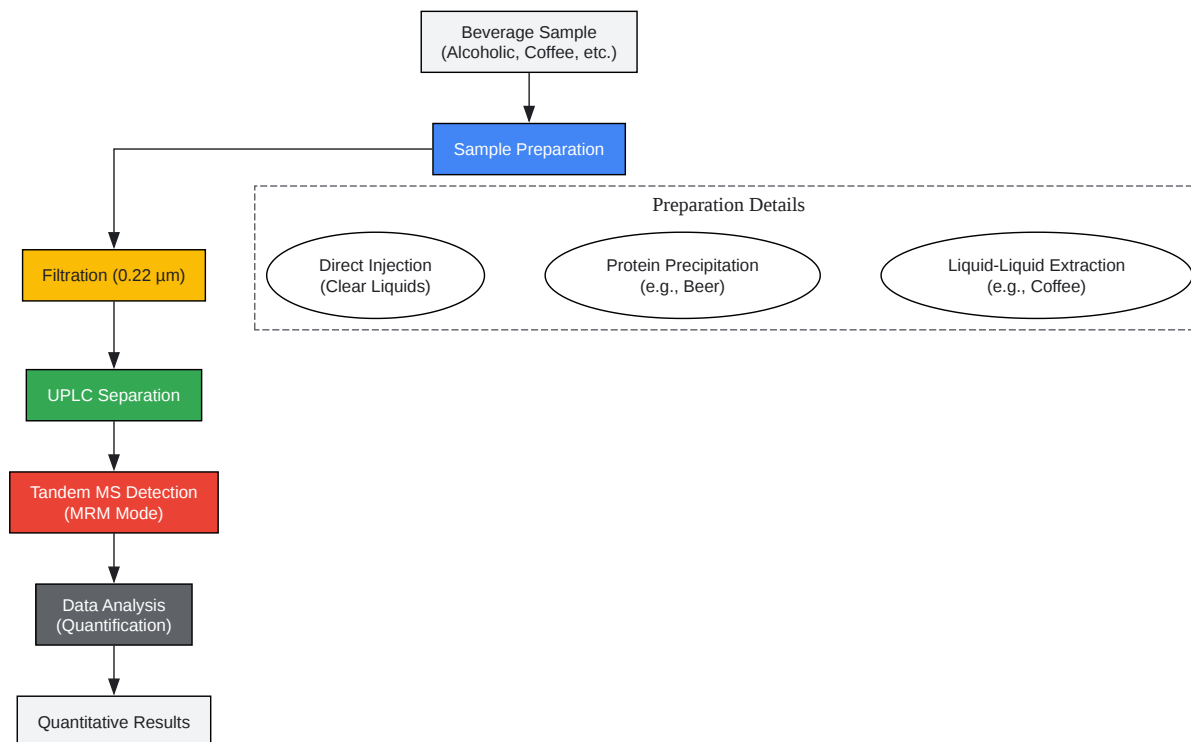 Beverage Sample
(Alcoholic, Coffee, etc.)
Sample Preparation
Preparation Details
Direct Injection
(Clear Liquids)
Protein Precipitation
(e.g., Beer)
Liquid-Liquid Extraction
(e.g., Coffee)
Filtration (0.22 µm)
UPLC Separation
Tandem MS Detection
(MRM Mode)
Data Analysis
(Quantification)
Quantitative Results